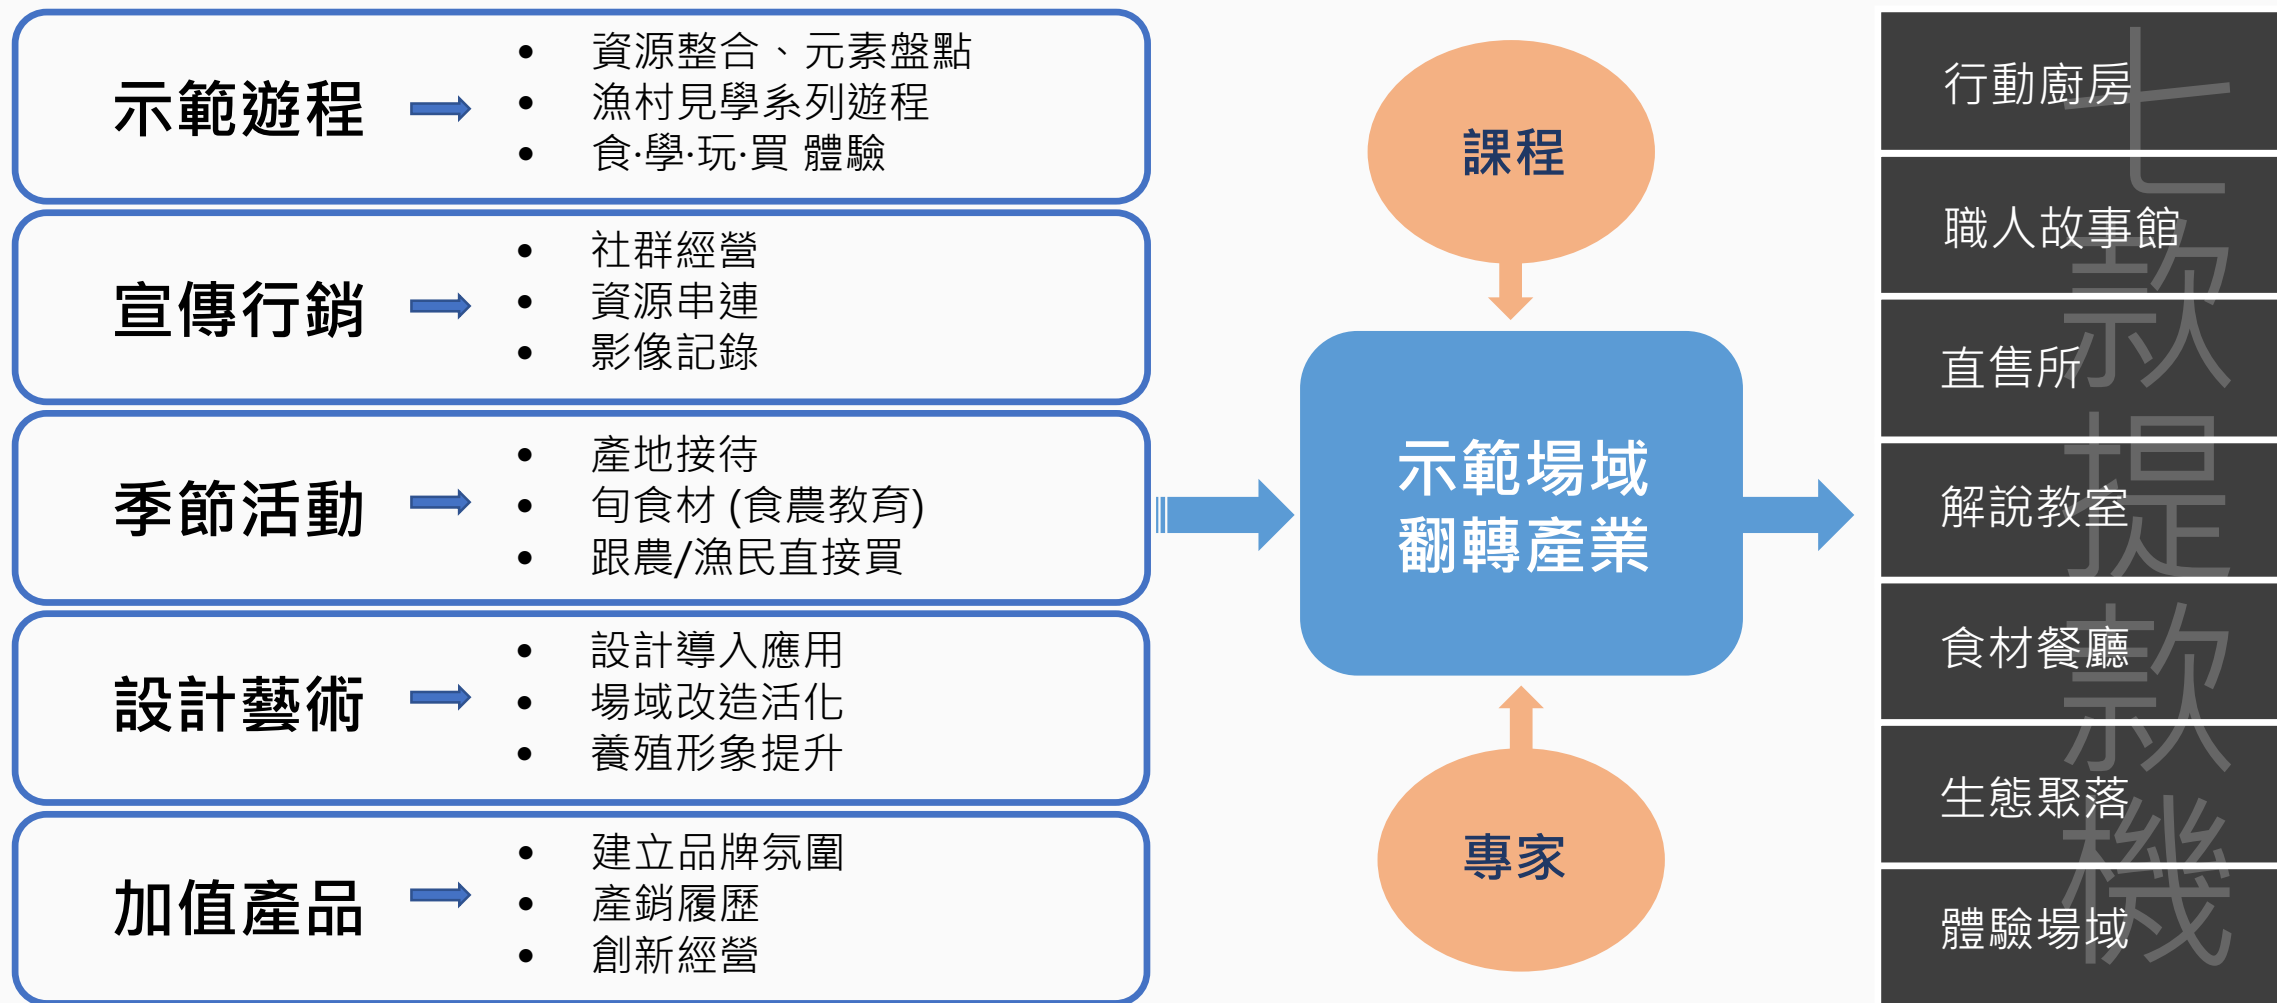 示範遊程
• 資源整合、元素盤點
• 漁村見學系列遊程
• 食·學·玩·買 體驗
宣傳行銷
• 社群經營
• 資源串連
• 影像記錄
季節活動
• 產地接待
• 旬食材 (食農教育)
• 跟農/漁民直接買
設計藝術
• 設計導入應用
• 場域改造活化
• 養殖形象提升
加值產品
• 建立品牌氛圍
• 產銷履歷
• 創新經營
課程
示範場域
翻轉產業
專家
七款提款機
行動廚房
職人故事館
直售所
解說教室
食材餐廳
生態聚落
體驗場域